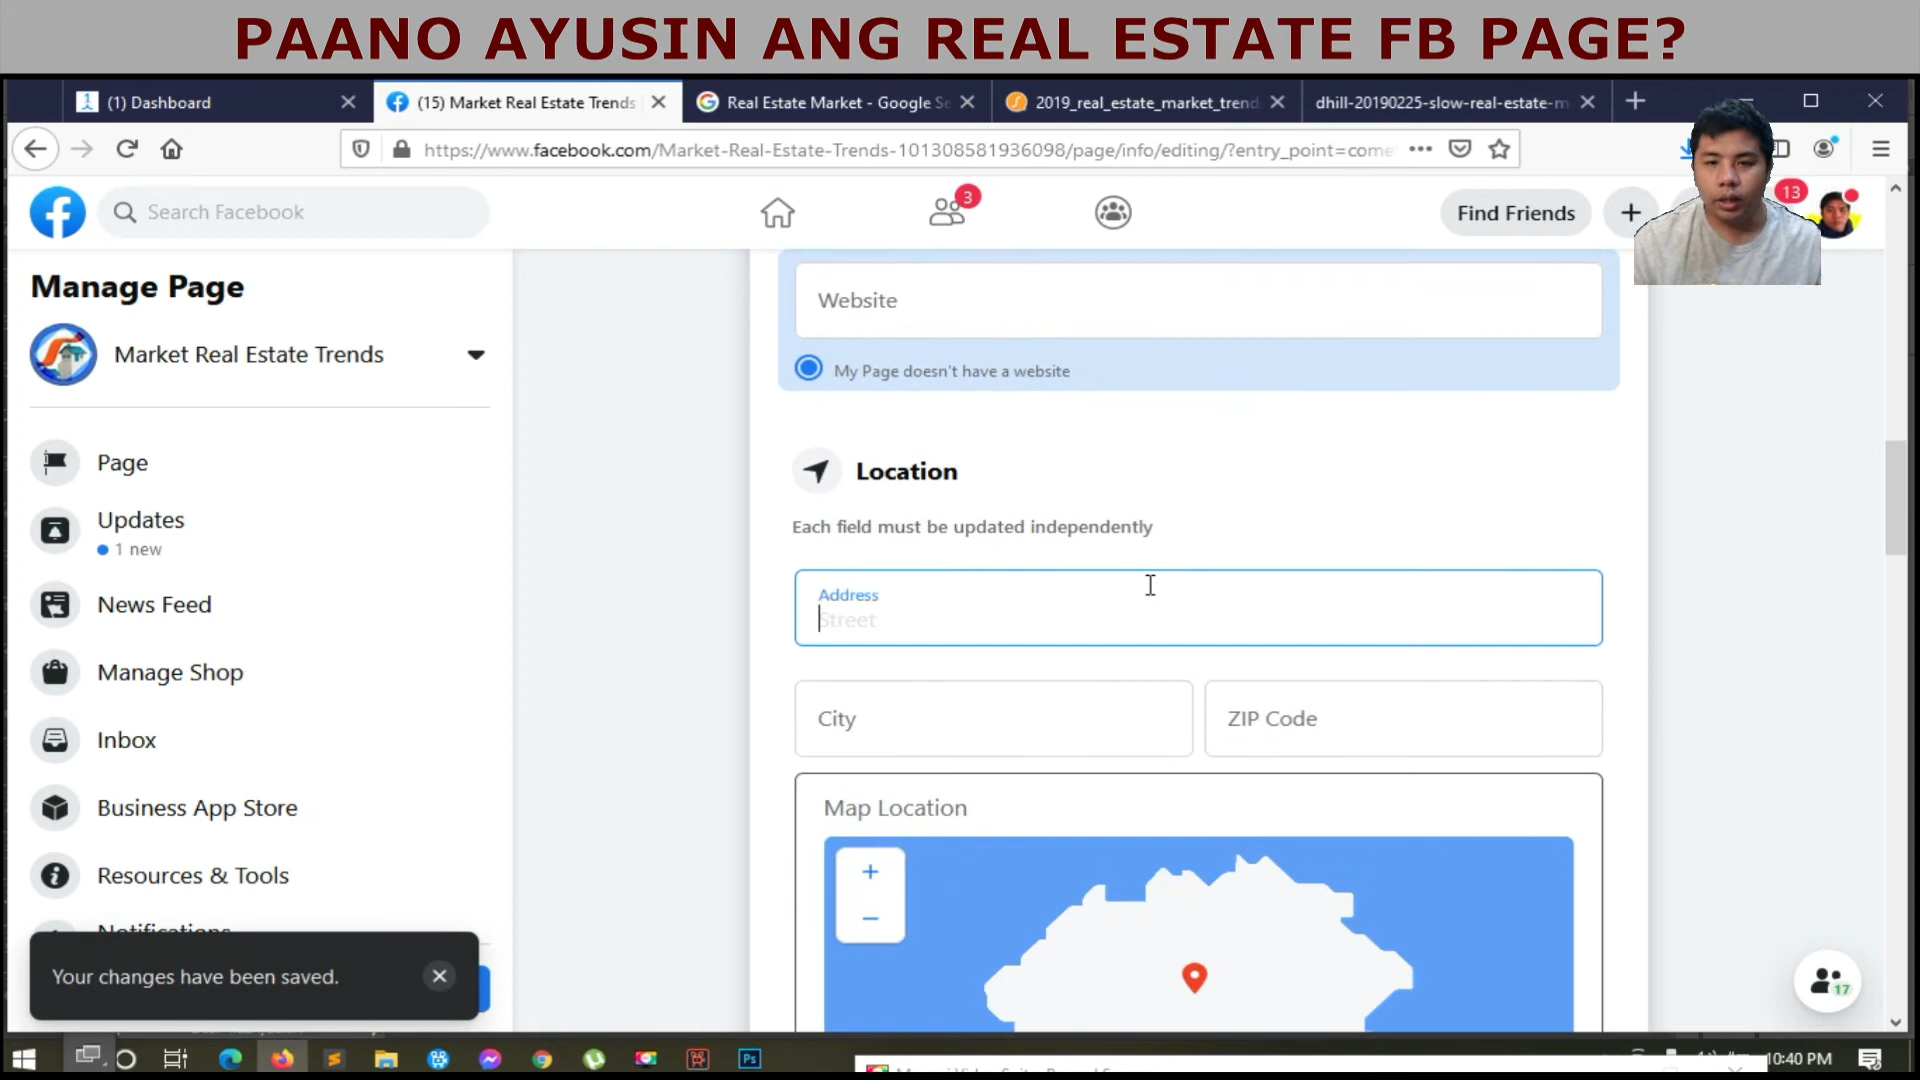 PAANO AYUSIN ANG REAL ESTATE FB PAGE?
(1) Dashboard
(15) Market Real Estate Trends
Real Estate Market - Google Se
2019_real_estate_market_trend
dhill-20190225-slow-real-estate-m
https://www.facebook.com/Market-Real-Estate-Trends-101308581936098/page/info/editing/?entry_point=come
Search Facebook
3
Find Friends
13
Manage Page
Market Real Estate Trends
Page
Updates
1 new
News Feed
Manage Shop
Inbox
Business App Store
Resources & Tools
Notifications
Your changes have been saved.
Website
My Page doesn't have a website
Location
Each field must be updated independently
Address
Street
City
ZIP Code
Map Location
+
−
17
Ps
10:40 PM